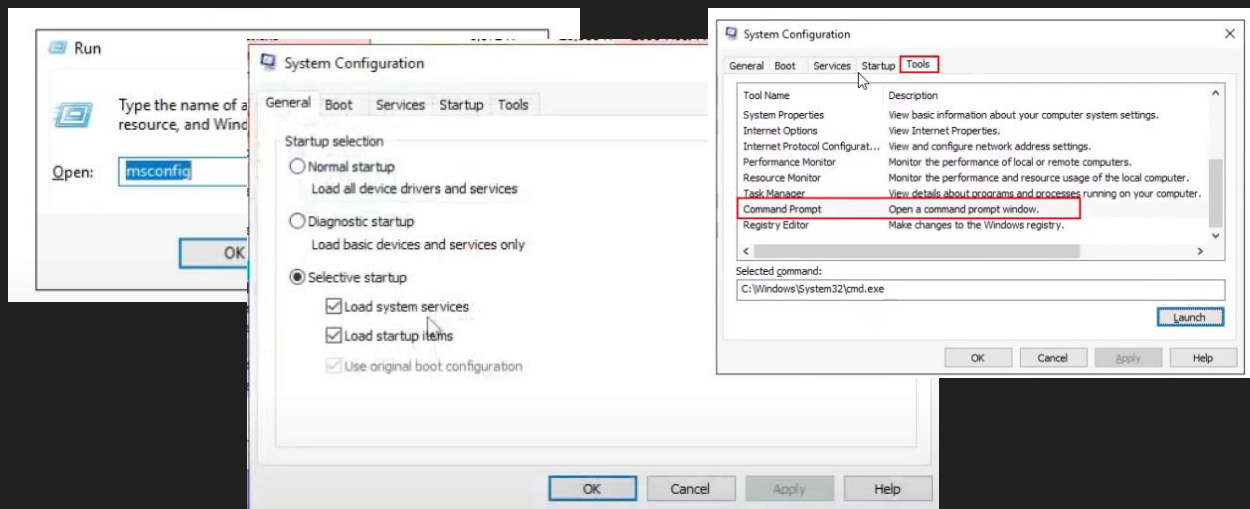 Run
Type the name of a
resource, and Wind
Open:
msconfig
OK
System Configuration
General Boot Services Startup Tools
Startup selection
Normal startup
Load all device drivers and services
Diagnostic startup
Load basic devices and services only
Selective startup
Load system services
Load startup items
Use original boot configuration
OK Cancel Apply Help
System Configuration
General Boot Services Startup Tools
Tool Name Description
System Properties View basic information about your computer system settings.
Internet Options View Internet Properties.
Internet Protocol Configurat... View and configure network address settings.
Performance Monitor Monitor the performance of local or remote computers.
Resource Monitor Monitor the performance and resource usage of the local computer.
Task Manager View details about programs and processes running on your computer.
Command Prompt Open a command prompt window.
Registry Editor Make changes to the Windows registry.
Selected command:
C:\Windows\System32\cmd.exe
Launch
OK Cancel Apply Help